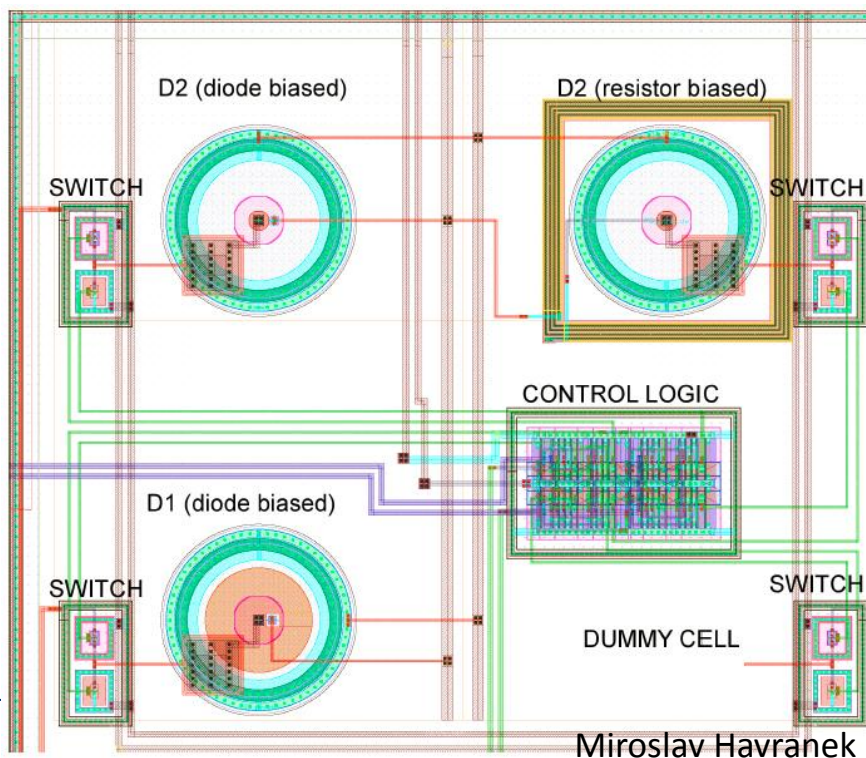 D2 (diode biased)
D2 (resistor biased)
SWITCH
SWITCH
CONTROL LOGIC
D1 (diode biased)
SWITCH
SWITCH
DUMMY CELL
Miroslav Havranek